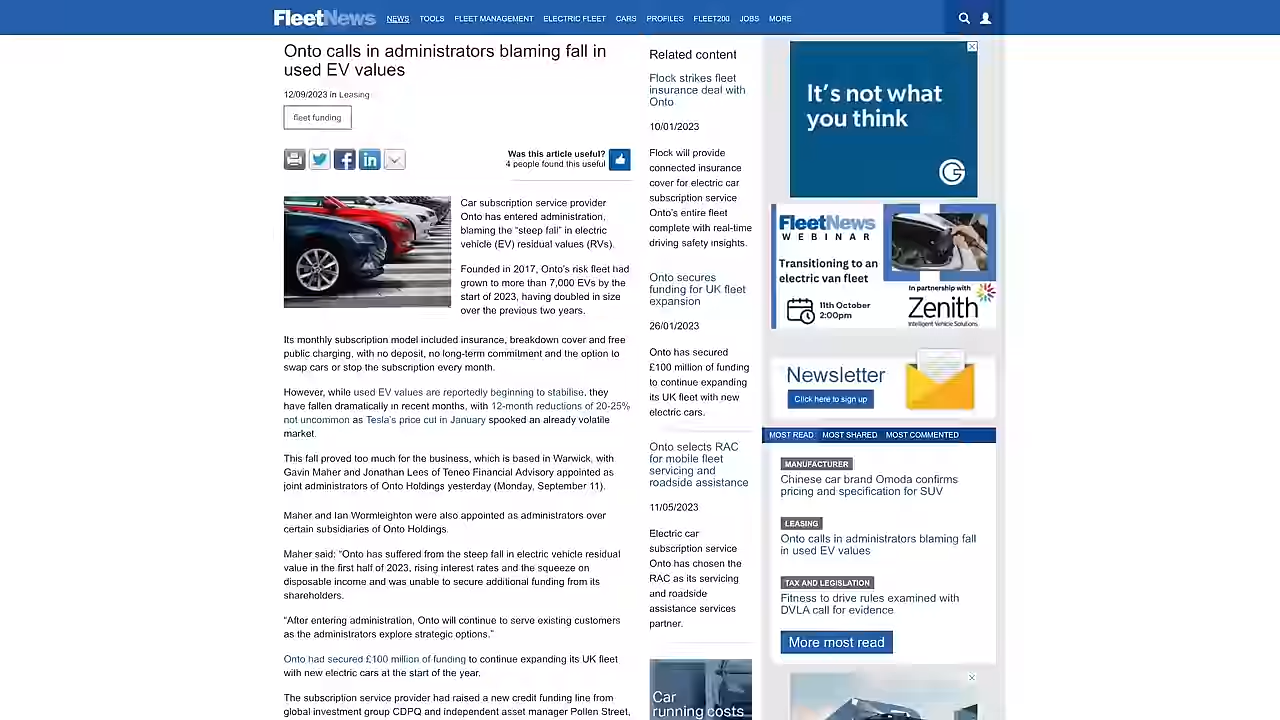 FleetNews
NEWS TOOLS FLEET MANAGEMENT ELECTRIC FLEET CARS PROFILES FLEET200 JOBS MORE
Onto calls in administrators blaming fall in
used EV values
12/09/2023 in Leasing
fleet funding
Was this article useful?
4 people found this useful
Car subscription service provider
Onto has entered administration,
blaming the “steep fall” in electric
vehicle (EV) residual values (RVs).
Founded in 2017, Onto’s risk fleet had
grown to more than 7,000 EVs by the
start of 2023, having doubled in size
over the previous two years.
Its monthly subscription model included insurance, breakdown cover and free
public charging, with no deposit, no long-term commitment and the option to
swap cars or stop the subscription every month.
However, while used EV values are reportedly beginning to stabilise, they
have fallen dramatically in recent months, with 12-month reductions of 20-25%
not uncommon as Tesla’s price cut in January spooked an already volatile
market.
This fall proved too much for the business, which is based in Warwick, with
Gavin Maher and Jonathan Lees of Teneo Financial Advisory appointed as
joint administrators of Onto Holdings yesterday (Monday, September 11).
Maher and Ian Wormleighton were also appointed as administrators over
certain subsidiaries of Onto Holdings.
Maher said: “Onto has suffered from the steep fall in electric vehicle residual
value in the first half of 2023, rising interest rates and the squeeze on
disposable income and was unable to secure additional funding from its
shareholders.
“After entering administration, Onto will continue to serve existing customers
as the administrators explore strategic options.”
Onto had secured £100 million of funding to continue expanding its UK fleet
with new electric cars at the start of the year.
The subscription service provider had raised a new credit funding line from
global investment group CDPQ and independent asset manager Pollen Street,
Related content
Flock strikes fleet
insurance deal with
Onto
10/01/2023
Flock will provide
connected insurance
cover for electric car
subscription service
Onto’s entire fleet
complete with real-time
driving safety insights.
Onto secures
funding for UK fleet
expansion
26/01/2023
Onto has secured
£100 million of funding
to continue expanding
its UK fleet with new
electric cars.
Onto selects RAC
for mobile fleet
servicing and
roadside assistance
11/05/2023
Electric car
subscription service
Onto has chosen the
RAC as its servicing
and roadside
assistance services
partner.
Car
running costs
It’s not what
you think
FleetNews
WEBINAR
Transitioning to an
electric van fleet
11th October
2:00pm
In partnership with
Zenith
Intelligent Vehicle Solutions
Newsletter
Click here to sign up
MOST READ MOST SHARED MOST COMMENTED
MANUFACTURER
Chinese car brand Omoda confirms
pricing and specification for SUV
LEASING
Onto calls in administrators blaming fall
in used EV values
TAX AND LEGISLATION
Fitness to drive rules examined with
DVLA call for evidence
More most read